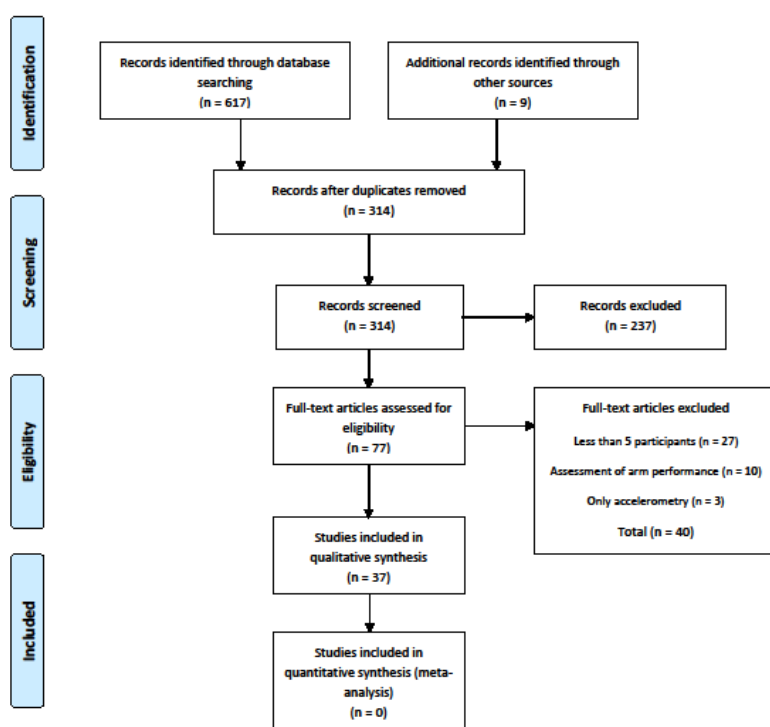 Identification
Records identified through database
searching
(n = 617)
Additional records identified through
other sources
(n = 9)
Records after duplicates removed
(n = 314)
Screening
Records screened
(n = 314)
Records excluded
(n = 237)
Eligibility
Full-text articles assessed for
eligibility
(n = 77)
Full-text articles excluded
Less than 5 participants (n = 27)
Assessment of arm performance (n = 10)
Only accelerometry (n = 3)
Total (n = 40)
Studies included in
qualitative synthesis
(n = 37)
Included
Studies included in
quantitative synthesis (meta-
analysis)
(n = 0)